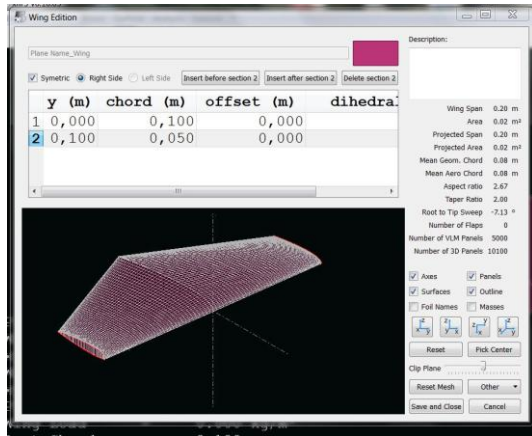 Wing Edition
Description:
Plane Name_Wing
Symetric Right Side Left Side Insert before section 2 Insert after section 2 Delete section 2
y (m) chord (m) offset (m) dihedral
1 0,000 0,100 0,000
2 0,100 0,050 0,000
Wing Span 0.20 m
Area 0.02 m²
Projected Span 0.20 m
Projected Area 0.02 m²
Mean Geom. Chord 0.08 m
Mean Aero Chord 0.08 m
Aspect ratio 2.67
Taper Ratio 2.00
Root to Tip Sweep -7.13 °
Number of Flaps 0
Number of VLM Panels 5000
Number of 3D Panels 10100
Axes Panels
Surfaces Outline
Foil Names Masses
Reset Pick Center
Clip Plane
Reset Mesh Other
Save and Close Cancel